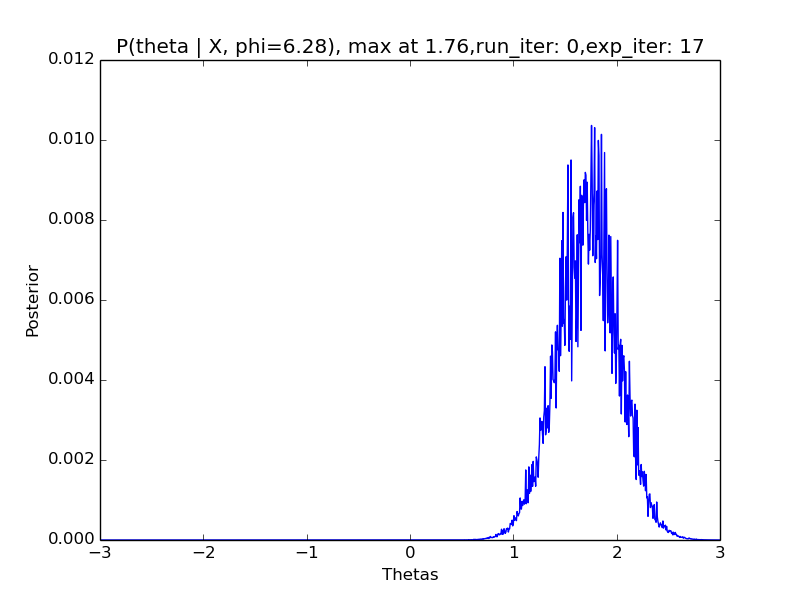 P(theta | X, phi=6.28), max at 1.76,run_iter: 0,exp_iter: 17
0.012
0.010
0.008
0.006
0.004
0.002
0.000
Posterior
−3 −2 −1 0 1 2 3
Thetas